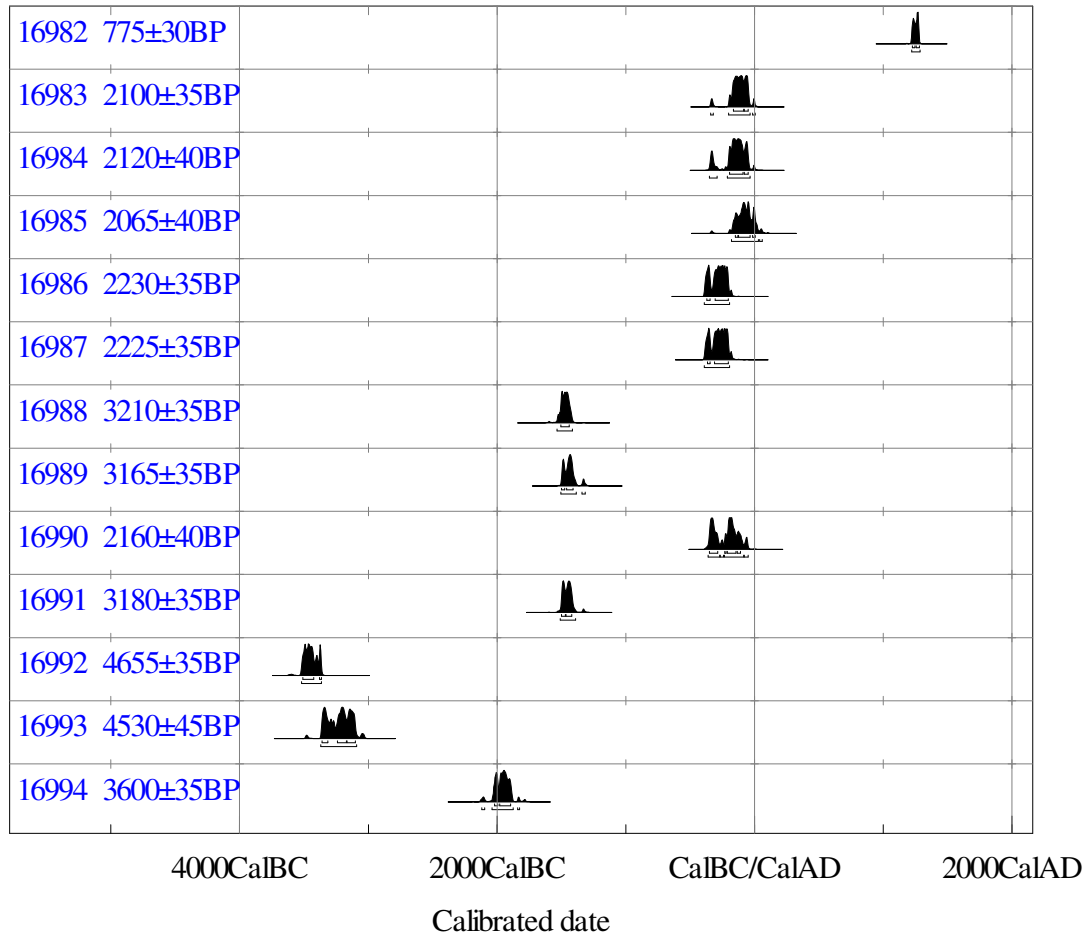 16982 775±30BP
16983 2100±35BP
16984 2120±40BP
16985 2065±40BP
16986 2230±35BP
16987 2225±35BP
16988 3210±35BP
16989 3165±35BP
16990 2160±40BP
16991 3180±35BP
16992 4655±35BP
16993 4530±45BP
16994 3600±35BP
4000CalBC 2000CalBC CalBC/CalAD 2000CalAD
Calibrated date